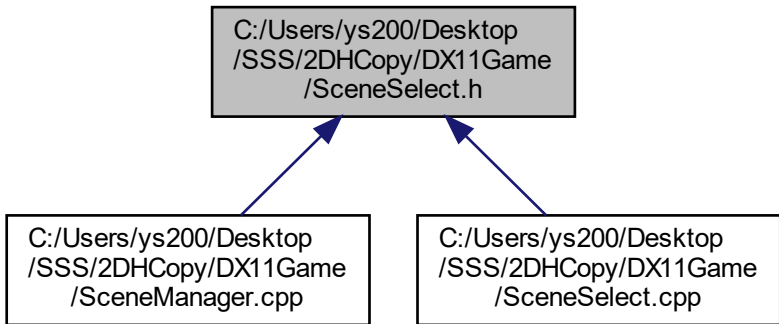 C:/Users/ys200/Desktop
/SSS/2DHCopy/DX11Game
/SceneSelect.h
C:/Users/ys200/Desktop
/SSS/2DHCopy/DX11Game
/SceneManager.cpp
C:/Users/ys200/Desktop
/SSS/2DHCopy/DX11Game
/SceneSelect.cpp